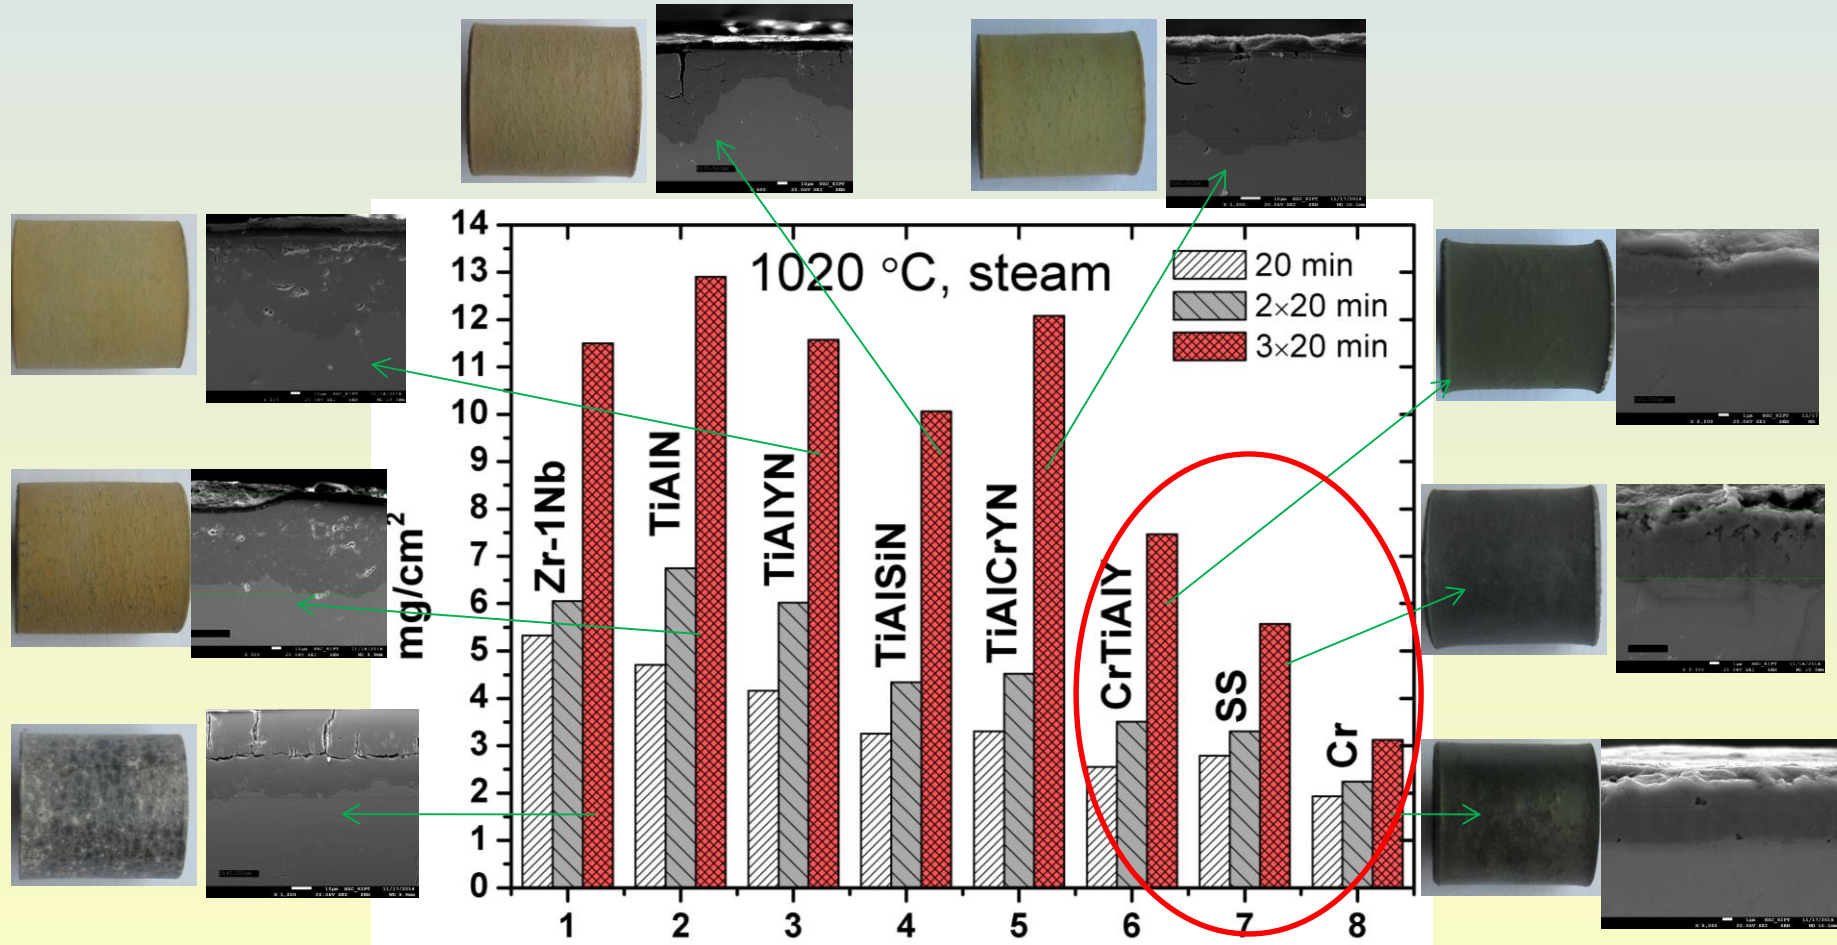 1020 °C, steam
20 min
2×20 min
3×20 min
mg/cm²
14
13
12
11
10
9
8
7
6
5
4
3
2
1
0
Zr-1Nb
TiAlN
TiAlYN
TiAlSiN
TiAlCrYN
CrTiAlY
SS
Cr
1 2 3 4 5 6 7 8